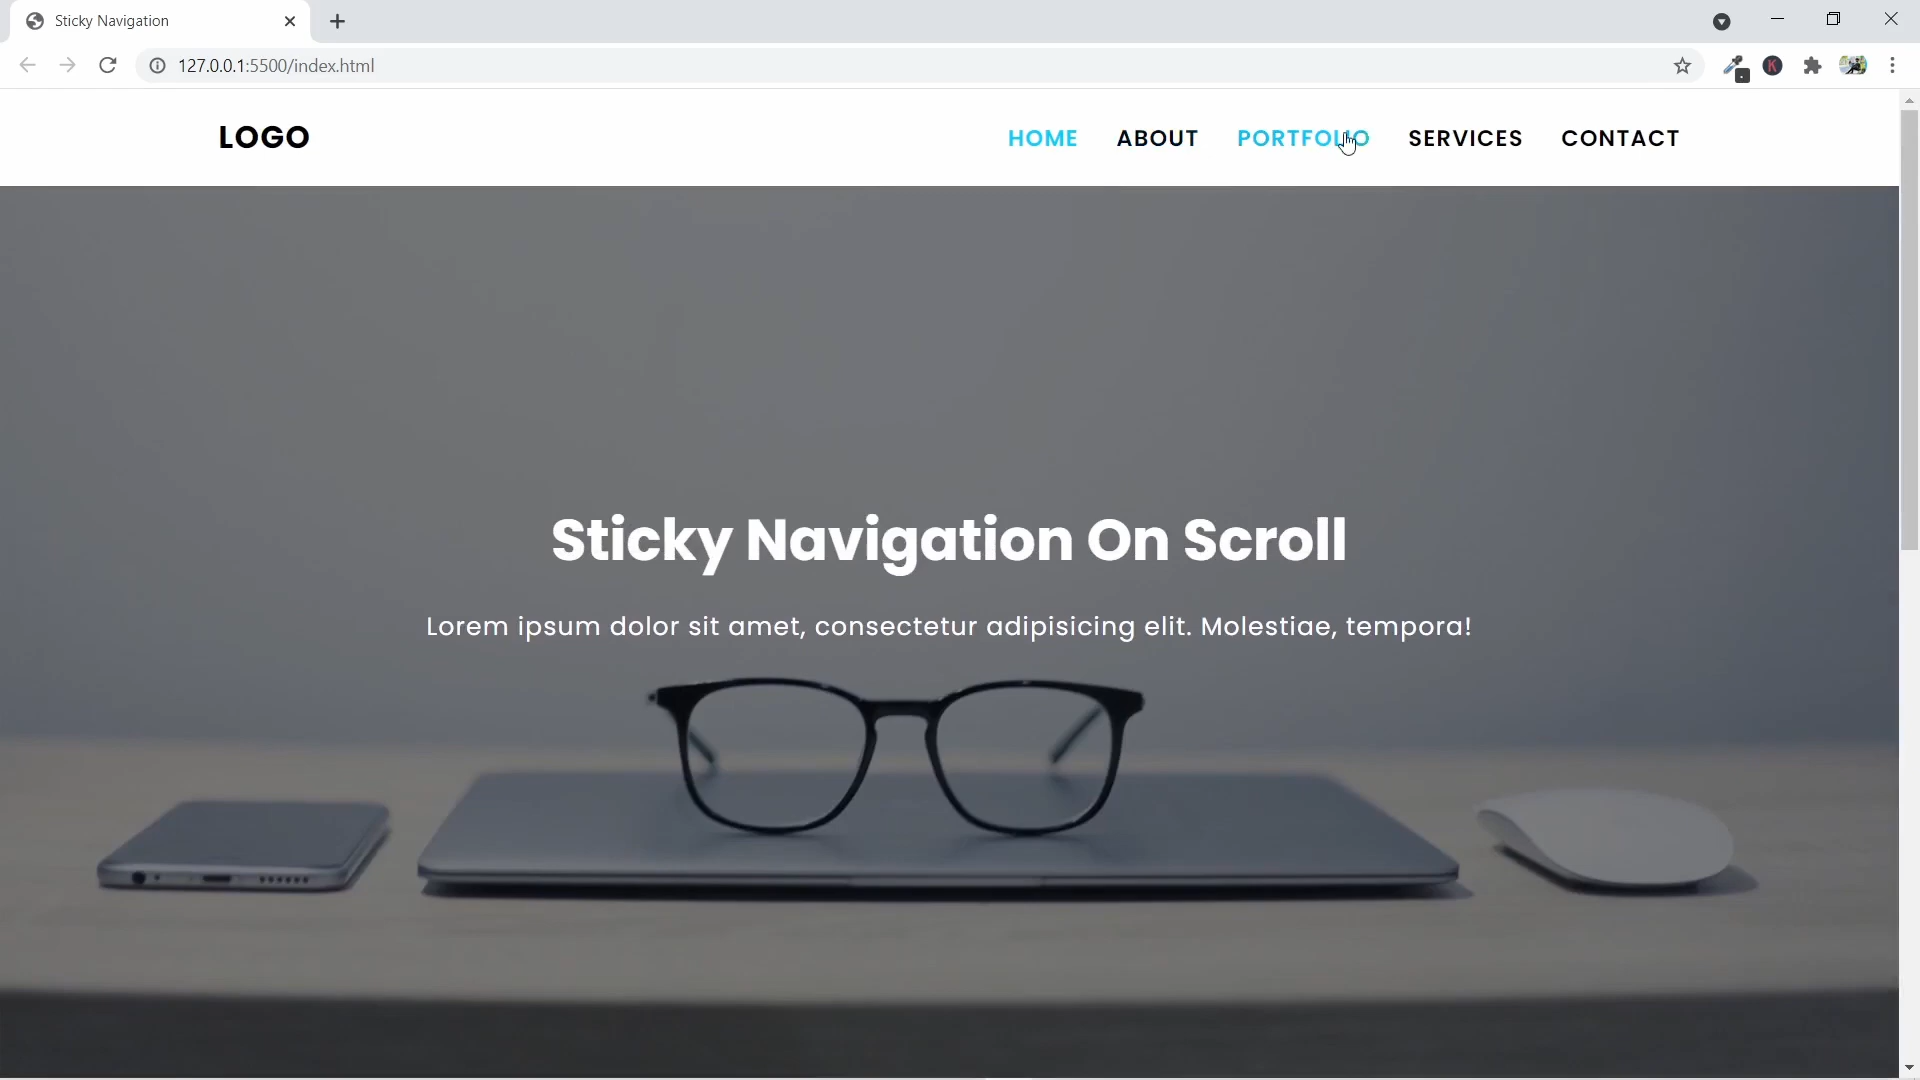 Sticky Navigation
127.0.0.1:5500/index.html
K
LOGO HOME ABOUT PORTFOLIO SERVICES CONTACT
Sticky Navigation On Scroll
Lorem ipsum dolor sit amet, consectetur adipisicing elit. Molestiae, tempora!